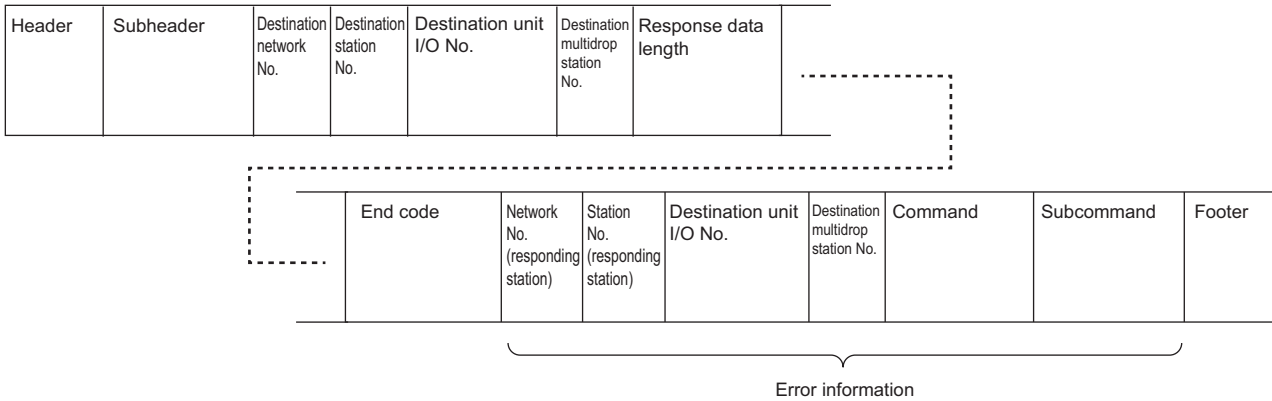 Header
Subheader
Destination
network
No.
Destination
station
No.
Destination unit
I/O No.
Destination
multidrop
station
No.
Response data
length
End code
Network
No.
(responding
station)
Station
No.
(responding
station)
Destination unit
I/O No.
Destination
multidrop
station No.
Command
Subcommand
Footer
Error information